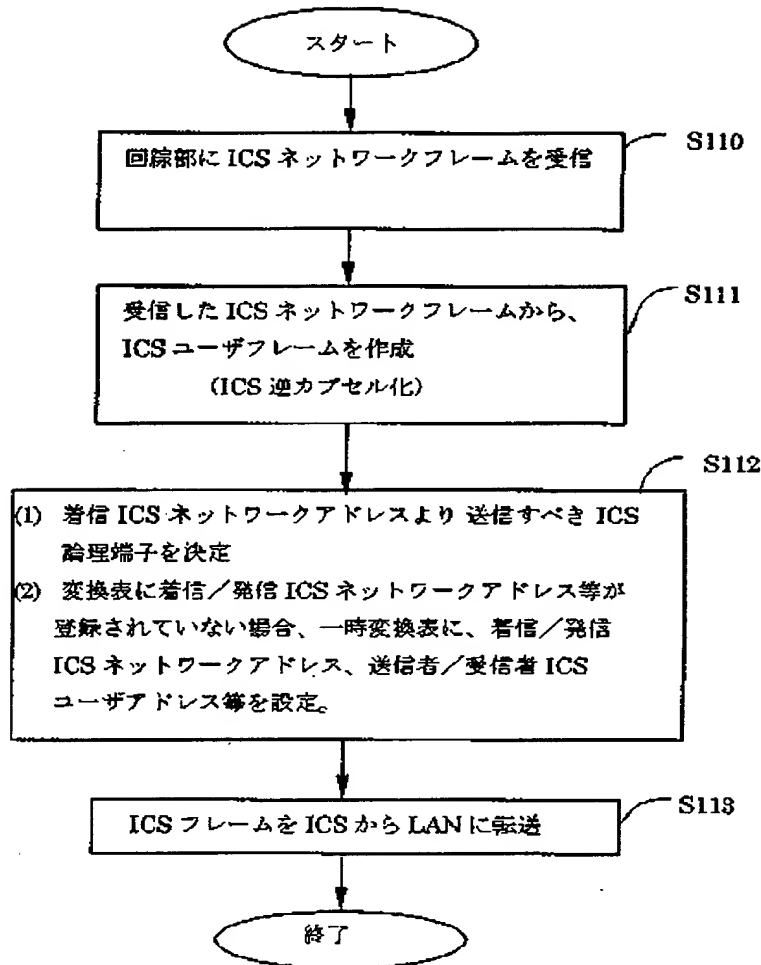 スタート
回線部に ICS ネットワークフレームを受信
S110
受信した ICS ネットワークフレームから、
ICS ユーザフレームを作成
(ICS 逆カプセル化)
S111
S112
(1) 着信 ICS ネットワークアドレスより 送信すべき ICS
論理端子を決定
(2) 変換表に着信/発信 ICS ネットワークアドレス等が
登録されていない場合、一時変換表に、着信/発信
ICS ネットワークアドレス、送信者/受信者 ICS
ユーザアドレス等を設定。
ICS フレームを ICS から LAN に転送
S113
終了